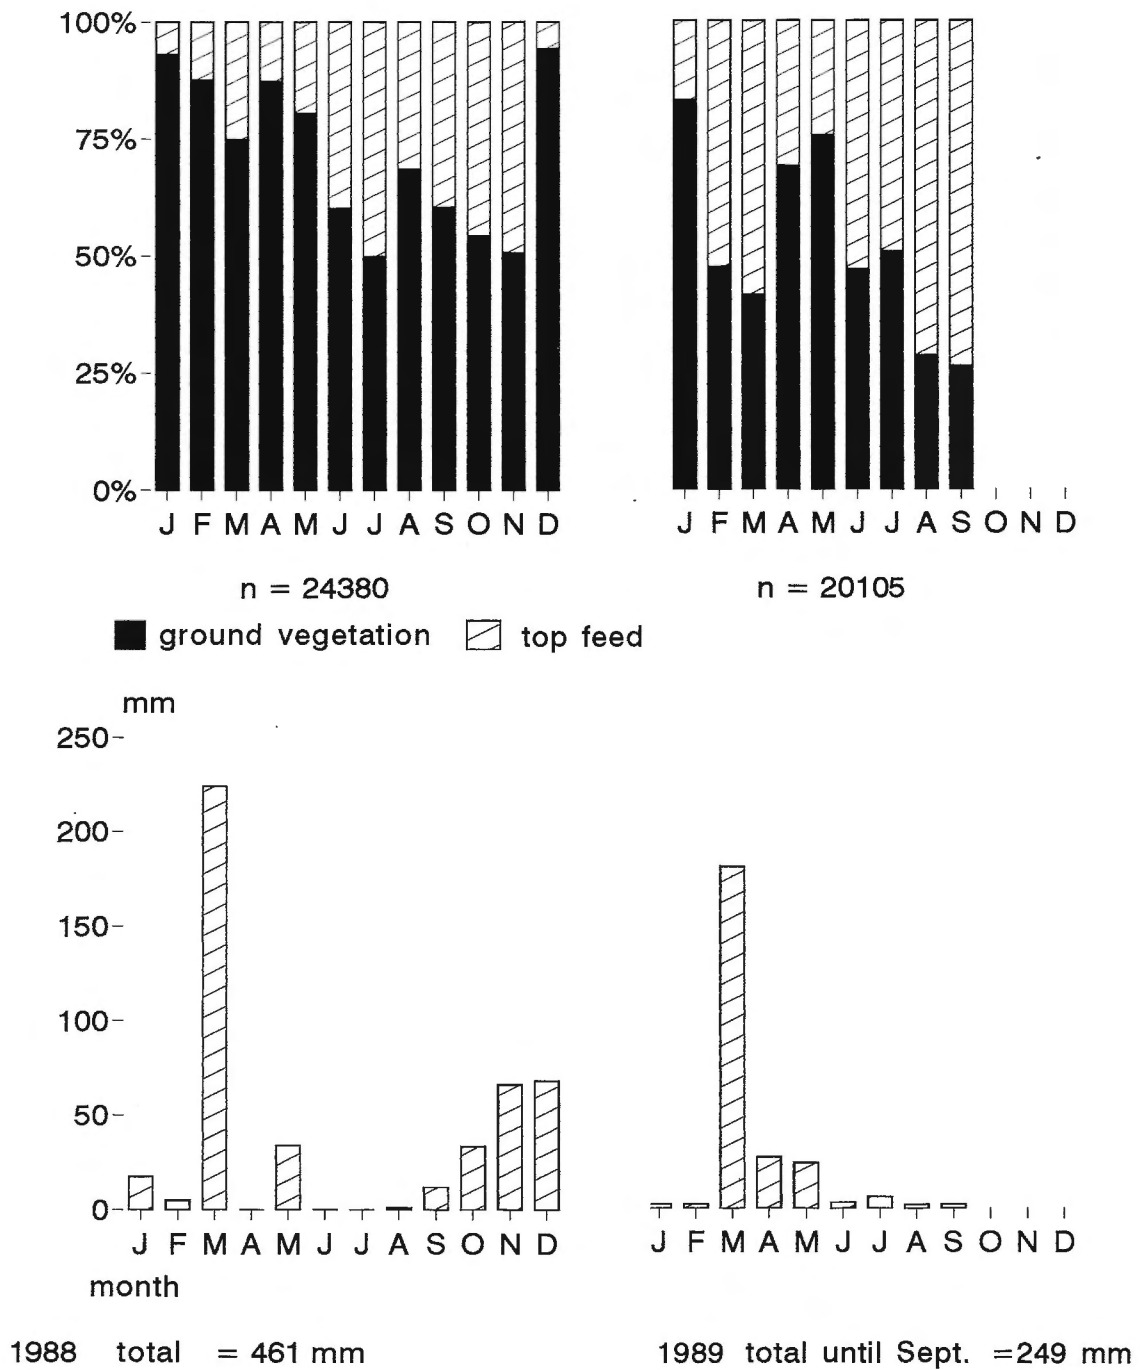 100%
75%
50%
25%
0%
J F M A M J J A S O N D
J F M A M J J A S O N D
n = 24380
n = 20105
ground vegetation top feed
mm
250
200
150
100
50
0
J F M A M J J A S O N D
J F M A M J J A S O N D
month
1988 total = 461 mm
1989 total until Sept. =249 mm